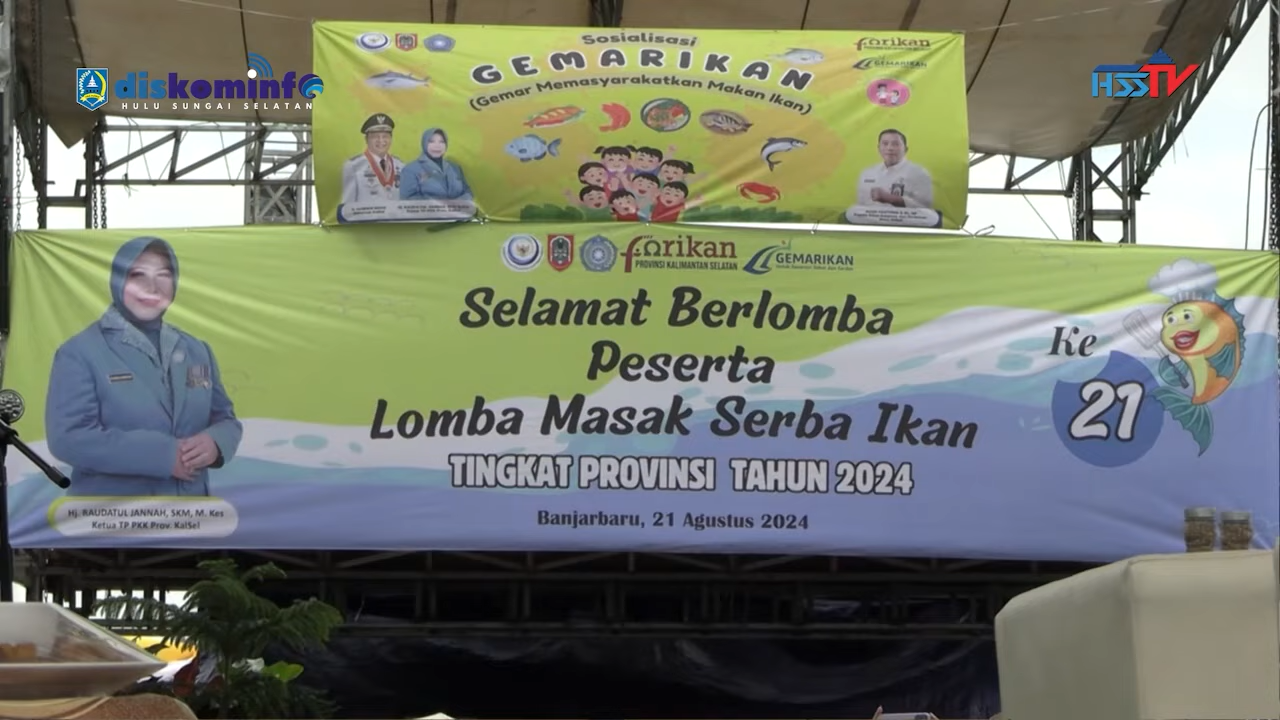 diskominfo
HULU SUNGAI SELATAN
HSSTV
Sosialisasi
GEMARIKAN
(Gemar Memasyarakatkan Makan Ikan)
forikan
GEMARIKAN
forikan
PROVINSI KALIMANTAN SELATAN
GEMARIKAN
Selamat Berlomba
Peserta
Lomba Masak Serba Ikan
TINGKAT PROVINSI TAHUN 2024
Banjarbaru, 21 Agustus 2024
Ke
21
Hj. RAUDATUL JANNAH, SKM, M. Kes
Ketua TP PKK Prov. KalSel